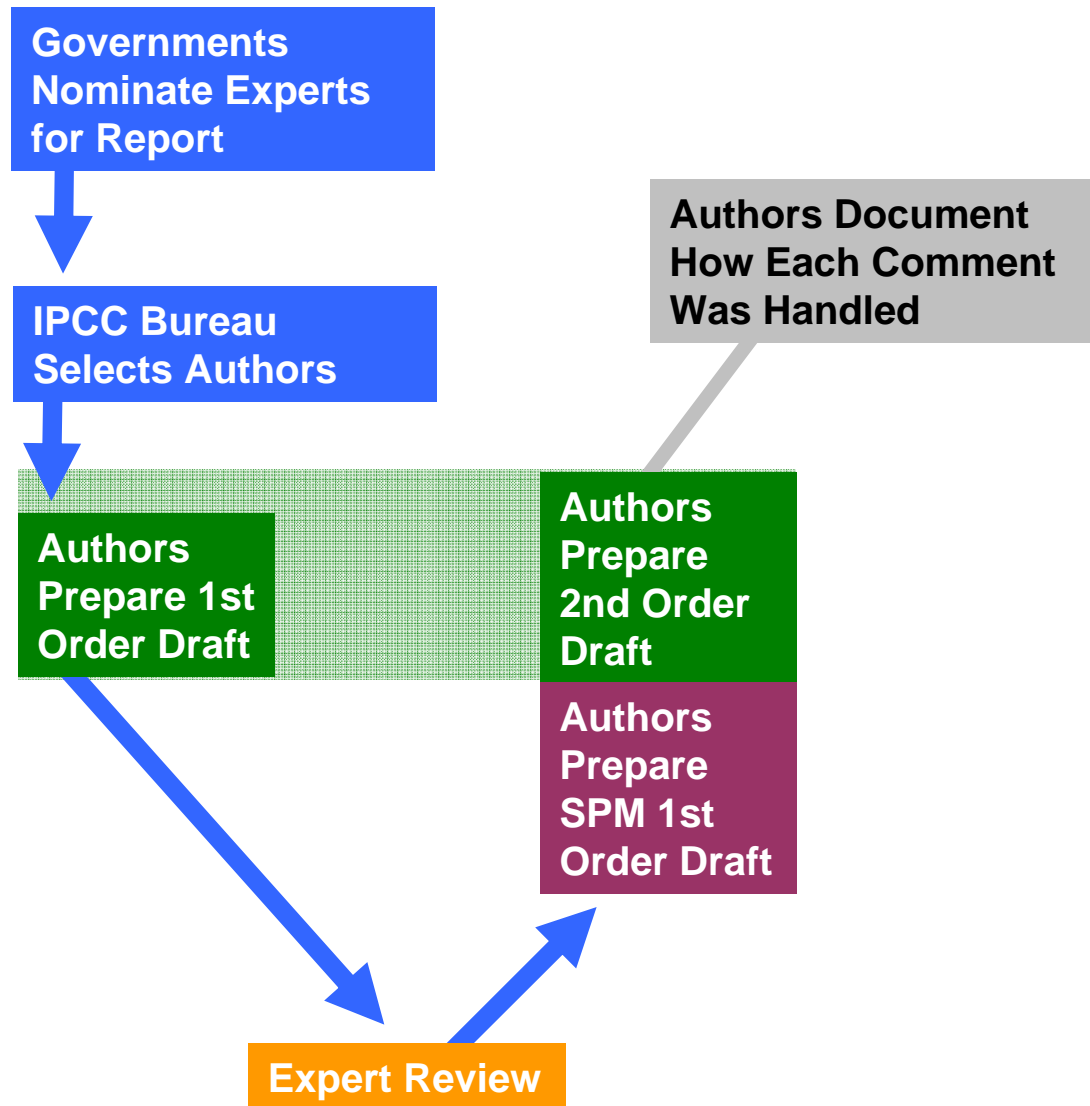 Governments
Nominate Experts
for Report
IPCC Bureau
Selects Authors
Authors
Prepare 1st
Order Draft
Expert Review
Authors
Prepare
2nd Order
Draft
Authors
Prepare
SPM 1st
Order Draft
Authors Document
How Each Comment
Was Handled